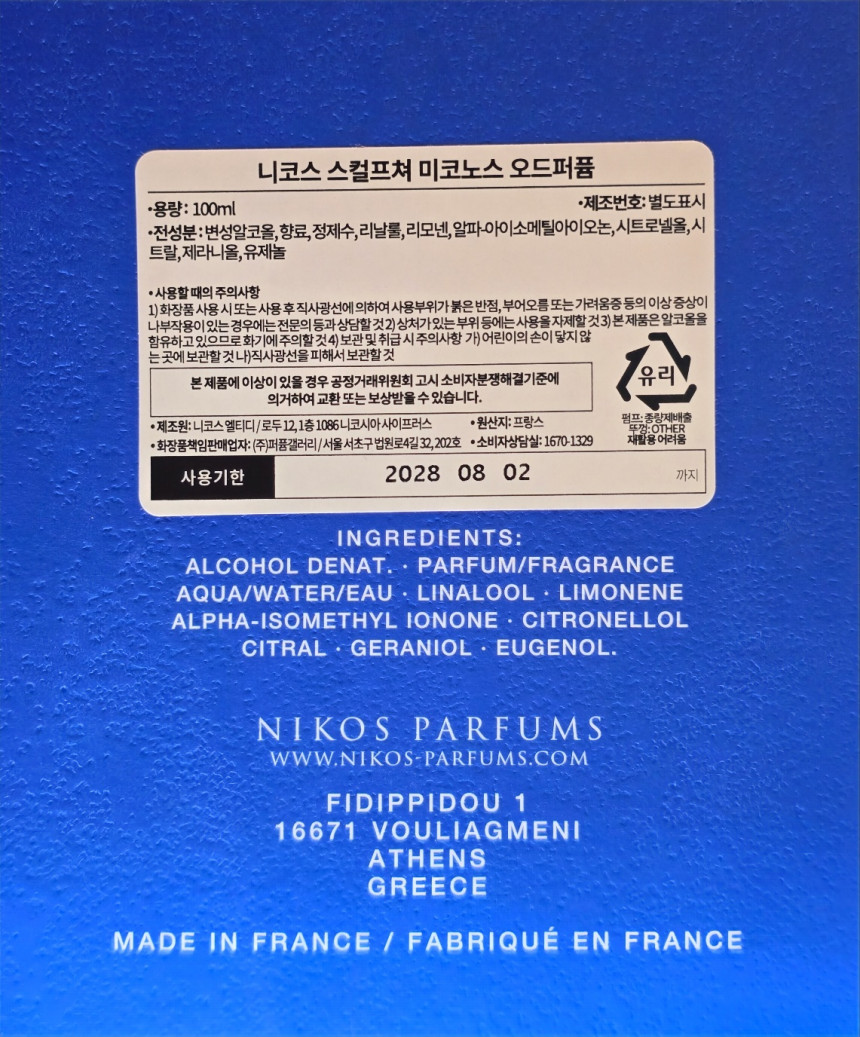 니코스 스컬프쳐 미코노스 오드퍼퓸
•용량: 100ml •제조번호: 별도표시
•전성분 : 변성알코올, 향료, 정제수, 리날룰, 리모넨, 알파-아이소메틸아이오논, 시트로넬올, 시
트랄, 제라니올, 유제놀
• 사용할 때의 주의사항
1) 화장품 사용 시 또는 사용 후 직사광선에 의하여 사용부위가 붉은 반점, 부어오름 또는 가려움증 등의 이상 증상이
나부작용이 있는 경우에는 전문의 등과 상담할 것 2) 상처가 있는 부위 등에는 사용을 자제할 것 3) 본 제품은 알코올을
함유하고 있으므로 화기에 주의할 것 4) 보관 및 취급 시 주의사항 가) 어린이의 손이 닿지 않
는 곳에 보관할 것 나)직사광선을 피해서 보관할 것
본 제품에 이상이 있을 경우 공정거래위원회 고시 소비자분쟁해결기준에
의거하여 교환 또는 보상받을 수 있습니다.
유리
펌프:종량제배출
뚜껑:OTHER
재활용 어려움
• 제조원: 니코스 엘티디 / 로두 12, 1층 1086 니코시아 사이프러스 • 원산지: 프랑스
• 화장품책임판매업자: (주)퍼퓸갤러리 / 서울 서초구 법원로4길 32, 202호 • 소비자상담실: 1670-1329
사용기한 2028 08 02 까지
INGREDIENTS:
ALCOHOL DENAT. · PARFUM/FRAGRANCE
AQUA/WATER/EAU · LINALOOL · LIMONENE
ALPHA-ISOMETHYL IONONE · CITRONELLOL
CITRAL · GERANIOL · EUGENOL.
NIKOS PARFUMS
WWW.NIKOS-PARFUMS.COM
FIDIPPIDOU 1
16671 VOULIAGMENI
ATHENS
GREECE
MADE IN FRANCE / FABRIQUÉ EN FRANCE